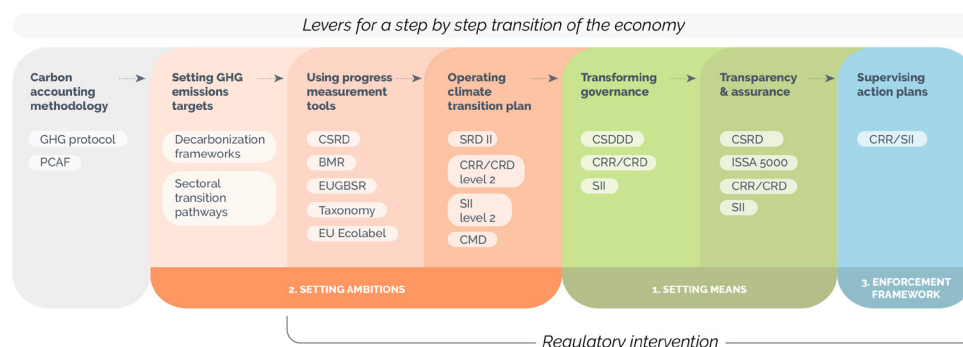 Levers for a step by step transition of the economy
Carbon
accounting
methodology
GHG protocol
PCAF
Setting GHG
emissions
targets
Decarbonization
frameworks
Sectoral
transition
pathways
Using progress
measurement
tools
CSRD
BMR
EUGBSR
Taxonomy
EU Ecolabel
Operating
climate
transition plan
SRD II
CRR/CRD
level 2
SII
level 2
CMD
Transforming
governance
CSDDD
CRR/CRD
SII
Transparency
& assurance
CSRD
ISSA 5000
CRR/CRD
SII
Supervising
action plans
CRR/SII
2. SETTING AMBITIONS
1. SETTING MEANS
3. ENFORCEMENT
FRAMEWORK
Regulatory intervention